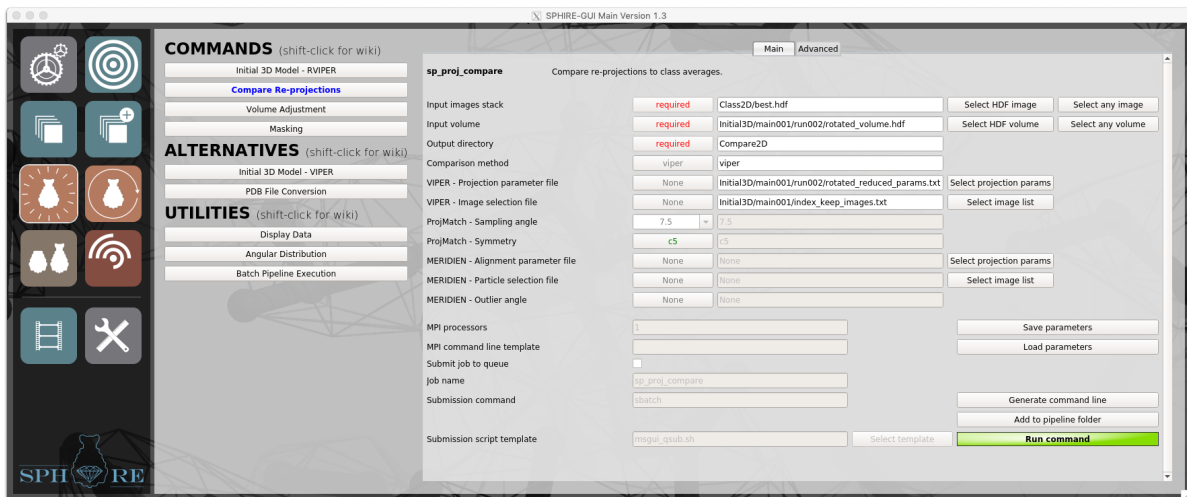 SPHIRE-GUI Main Version 1.3
COMMANDS (shift-click for wiki)
Initial 3D Model - RVIPER
Compare Re-projections
Volume Adjustment
Masking
ALTERNATIVES (shift-click for wiki)
Initial 3D Model - VIPER
PDB File Conversion
UTILITIES (shift-click for wiki)
Display Data
Angular Distribution
Batch Pipeline Execution
SPH RE
Main Advanced
sp_proj_compare Compare re-projections to class averages.
Input images stack required Class2D/best.hdf Select HDF image Select any image
Input volume required Initial3D/main001/run002/rotated_volume.hdf Select HDF volume Select any volume
Output directory required Compare2D
Comparison method viper viper
VIPER - Projection parameter file None Initial3D/main001/run002/rotated_reduced_params.txt Select projection params
VIPER - Image selection file None Initial3D/main001/index_keep_images.txt Select image list
ProjMatch - Sampling angle 7.5 7.5
ProjMatch - Symmetry c5 c5
MERIDIEN - Alignment parameter file None None Select projection params
MERIDIEN - Particle selection file None None Select image list
MERIDIEN - Outlier angle None None
MPI processors 1 Save parameters
MPI command line template Load parameters
Submit job to queue
Job name sp_proj_compare
Submission command sbatch Generate command line
Add to pipeline folder
Submission script template msgui_qsub.sh Select template Run command